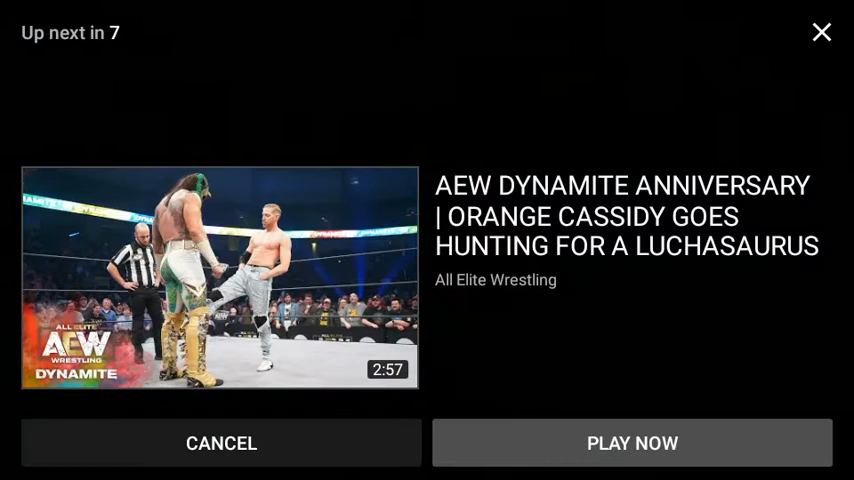 Up next in 7
AEW DYNAMITE ANNIVERSARY
| ORANGE CASSIDY GOES
HUNTING FOR A LUCHASAURUS
All Elite Wrestling
ALL ELITE
AEW
WRESTLING
DYNAMITE
2:57
CANCEL
PLAY NOW